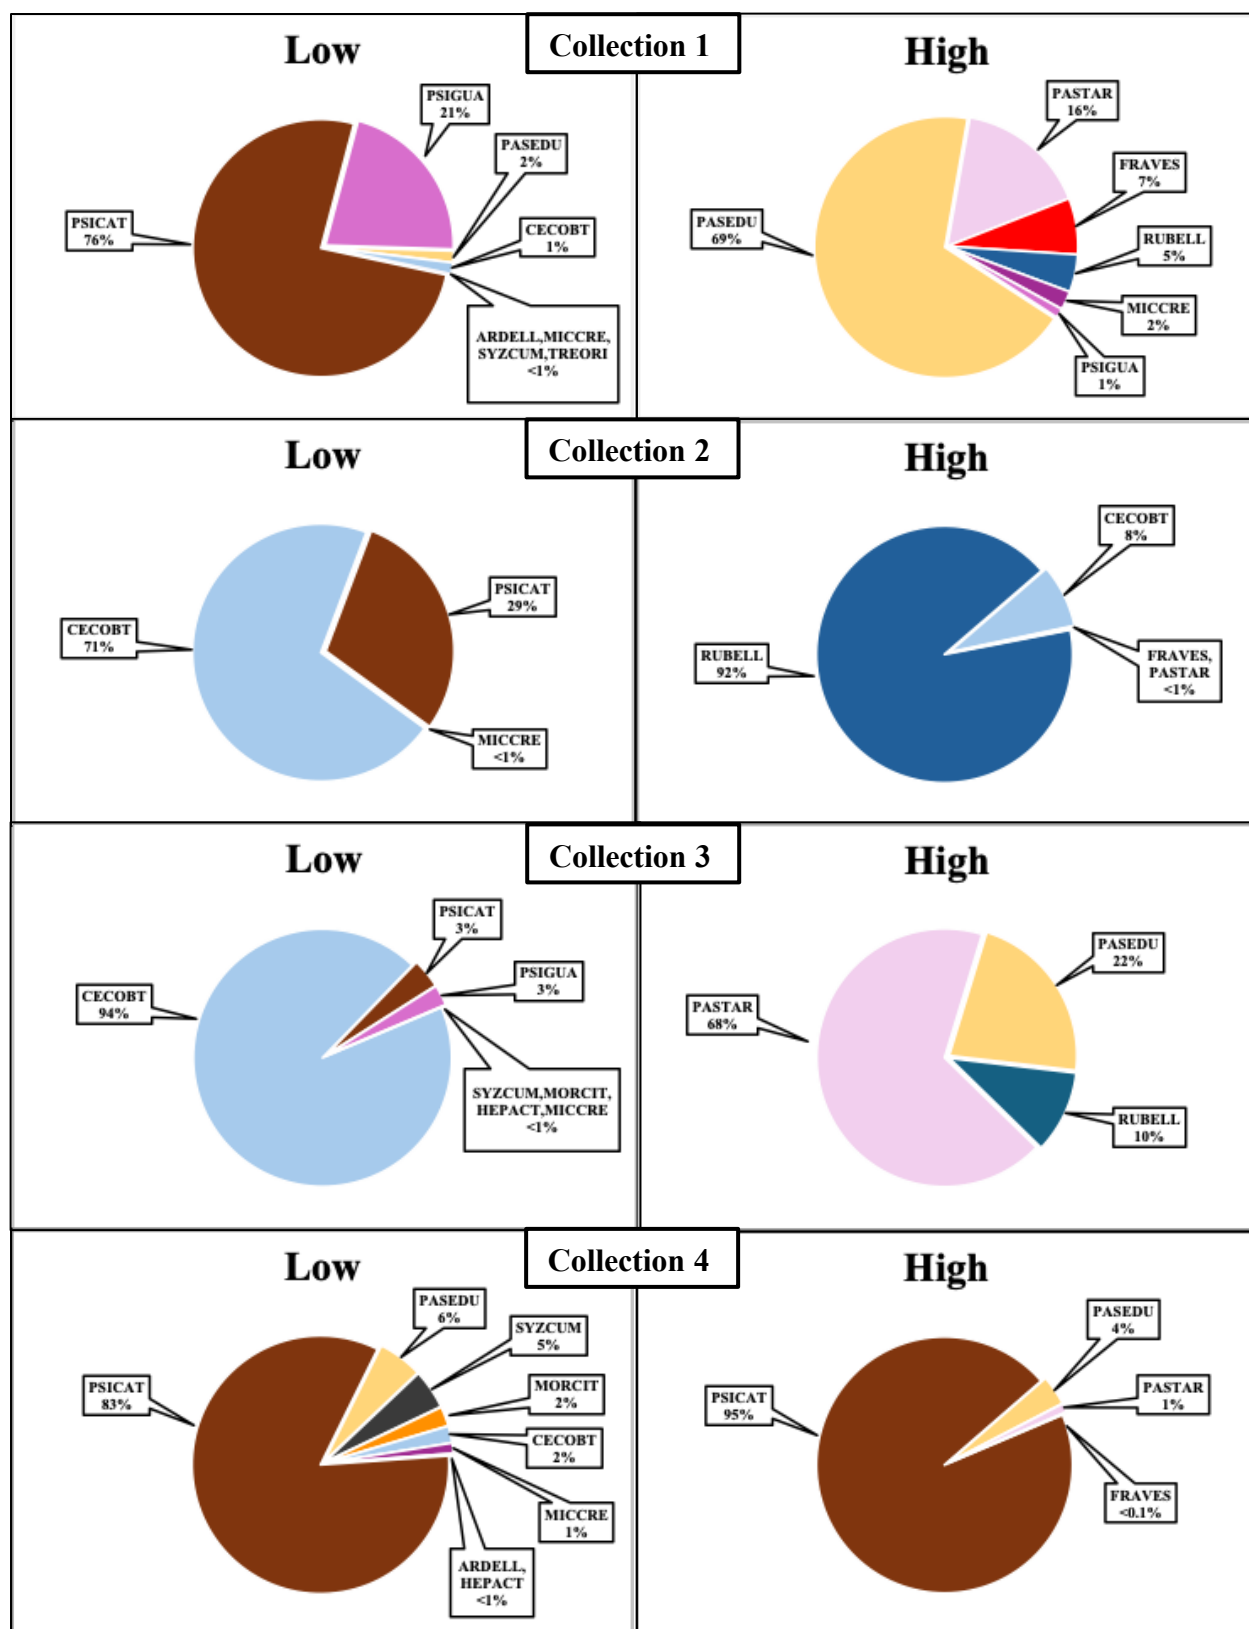 Collection 1
Low
High
PSIGUA
21%
PASEDU
2%
PSICAT
76%
CECOBT
1%
ARDELL,MICCRE,
SYZCUM,TREORI
<1%
PASTAR
16%
FRAVES
7%
PASEDU
69%
RUBELL
5%
MICCRE
2%
PSIGUA
1%
Collection 2
Low
High
PSICAT
29%
CECOBT
71%
MICCRE
<1%
CECOBT
8%
RUBELL
92%
FRAVES,
PASTAR
<1%
Collection 3
Low
High
PSICAT
3%
PSIGUA
3%
CECOBT
94%
SYZCUM,MORCIT,
HEPACT,MICCRE
<1%
PASEDU
22%
PASTAR
68%
RUBELL
10%
Collection 4
Low
High
PASEDU
6%
SYZCUM
5%
PSICAT
83%
MORCIT
2%
CECOBT
2%
MICCRE
1%
ARDELL,
HEPACT
<1%
PASEDU
4%
PSICAT
95%
PASTAR
1%
FRAVES
<0.1%